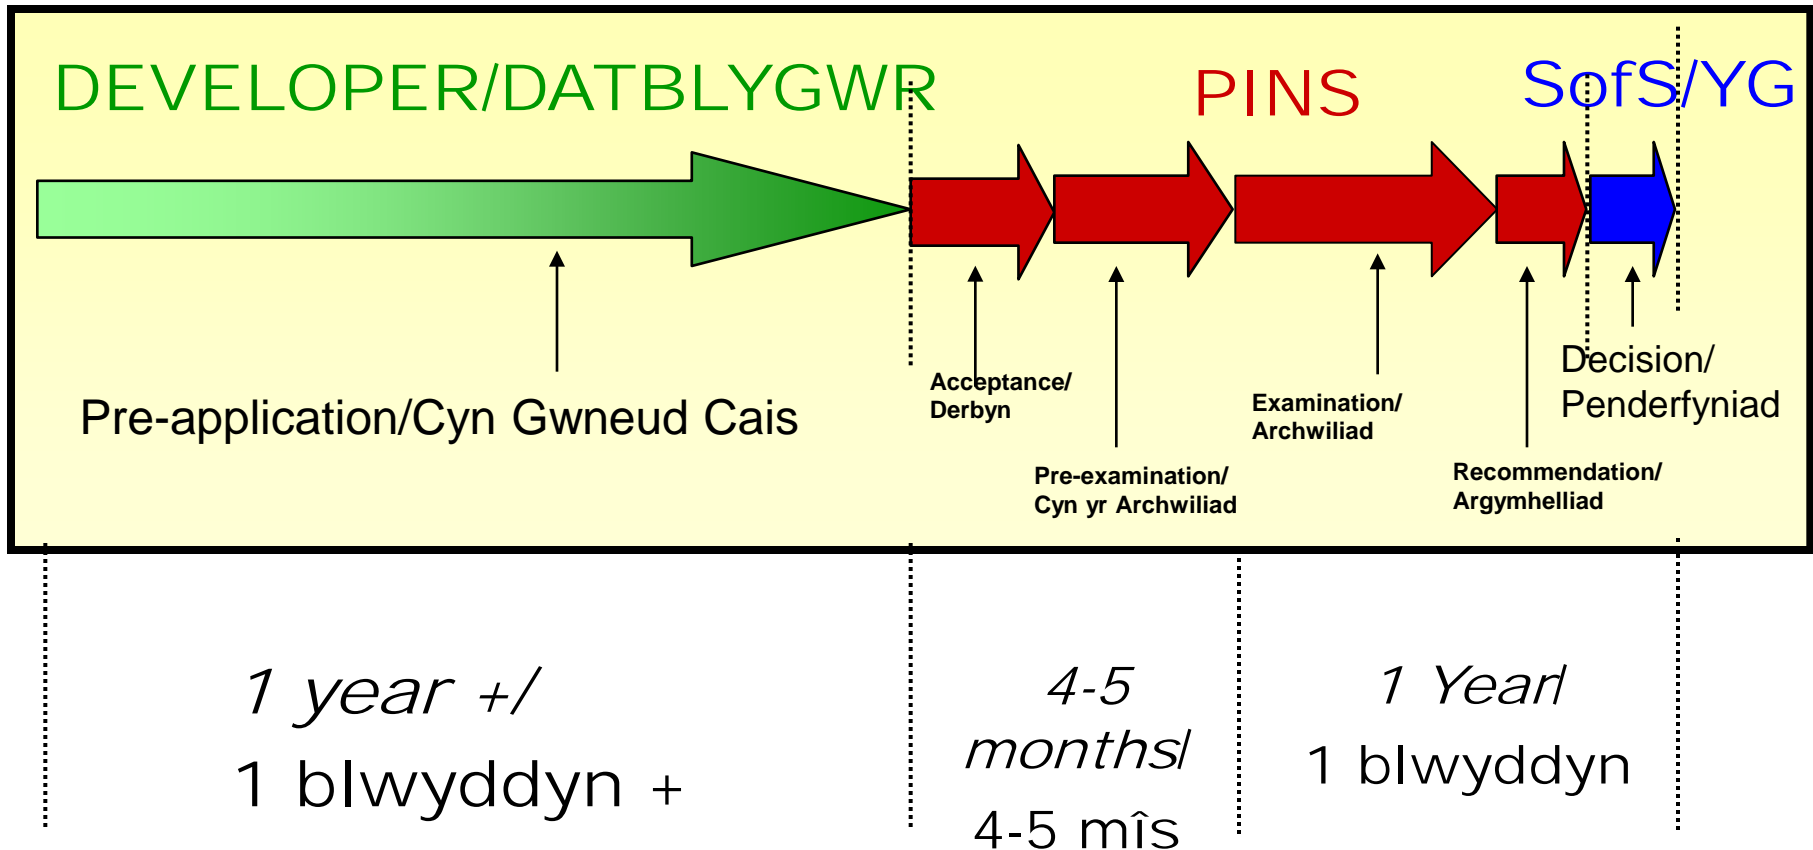 DEVELOPER/DATBLYGWR
PINS
SofS/YG
Pre-application/Cyn Gwneud Cais
Acceptance/
Derbyn
Pre-examination/
Cyn yr Archwiliad
Examination/
Archwiliad
Recommendation/
Argymhelliad
Decision/
Penderfyniad
1 year +/
1 blwyddyn +
4-5
months/
4-5 mîs
1 Year/
1 blwyddyn